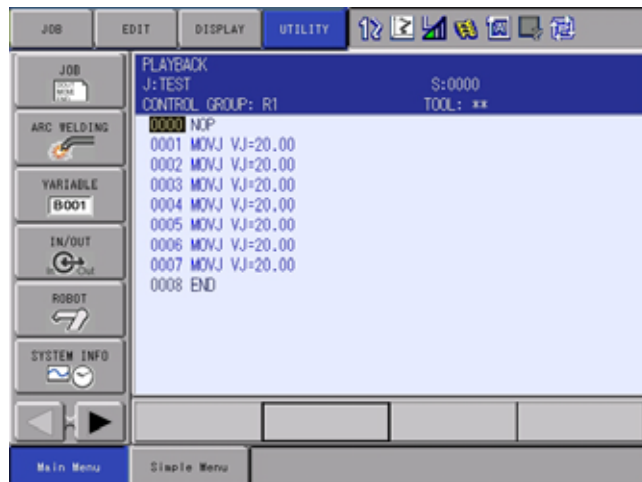 JOB EDIT DISPLAY UTILITY
JOB
ARC WELDING
VARIABLE
B001
IN/OUT
In Out
ROBOT
SYSTEM INFO
PLAYBACK
J:TEST S:0000
CONTROL GROUP: R1 TOOL: **
0000 NOP
0001 MOVJ VJ=20.00
0002 MOVJ VJ=20.00
0003 MOVJ VJ=20.00
0004 MOVJ VJ=20.00
0005 MOVJ VJ=20.00
0006 MOVJ VJ=20.00
0007 MOVJ VJ=20.00
0008 END
Main Menu Simple Menu